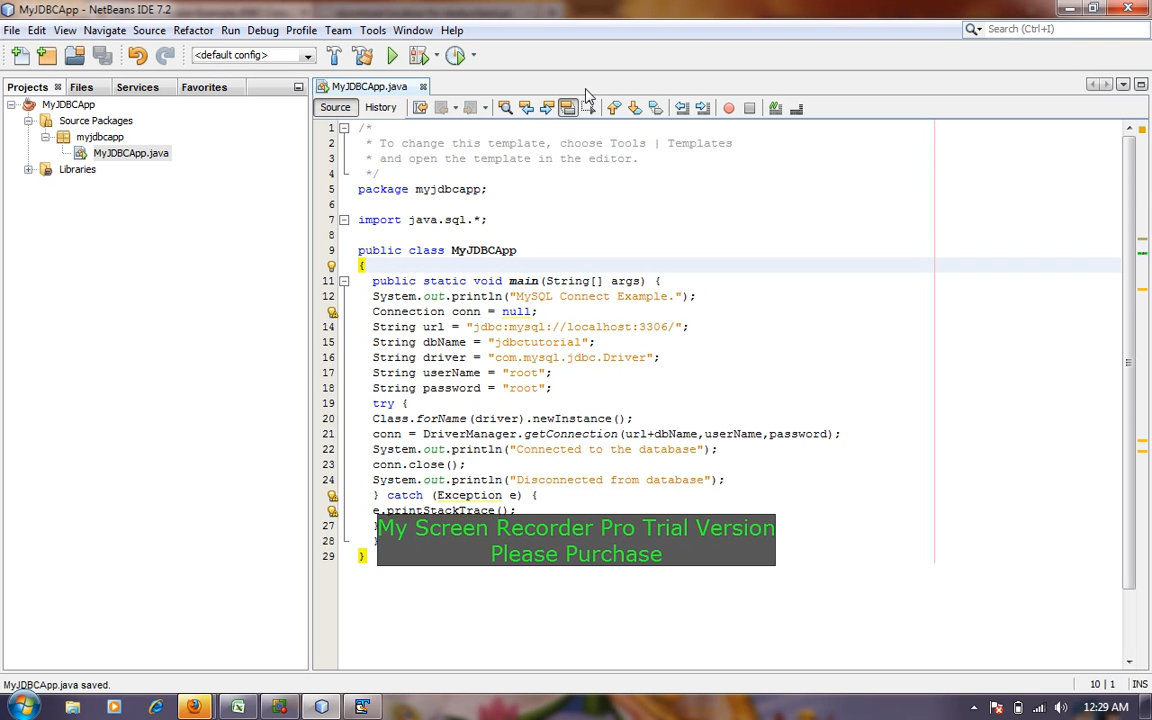 MyJDBCApp - NetBeans IDE 7.2
File Edit View Navigate Source Refactor Run Debug Profile Team Tools Window Help
Search (Ctrl+I)
<default config>
Projects Files Services Favorites
MyJDBCApp
Source Packages
myjdbcapp
MyJDBCApp.java
Libraries
MyJDBCApp.java
Source History
1 /*
2 * To change this template, choose Tools | Templates
3 * and open the template in the editor.
4 */
5 package myjdbcapp;
6
7 import java.sql.*;
8
9 public class MyJDBCApp
{
11 public static void main(String[] args) {
12 System.out.println("MySQL Connect Example.");
Connection conn = null;
14 String url = "jdbc:mysql://localhost:3306/";
15 String dbName = "jdbctutorial";
16 String driver = "com.mysql.jdbc.Driver";
17 String userName = "root";
18 String password = "root";
19 try {
20 Class.forName(driver).newInstance();
21 conn = DriverManager.getConnection(url+dbName,userName,password);
22 System.out.println("Connected to the database");
23 conn.close();
24 System.out.println("Disconnected from database");
} catch (Exception e) {
e.printStackTrace();
27
28
29 }
My Screen Recorder Pro Trial Version
Please Purchase
MyJDBCApp.java saved.
10 | 1 INS
12:29 AM